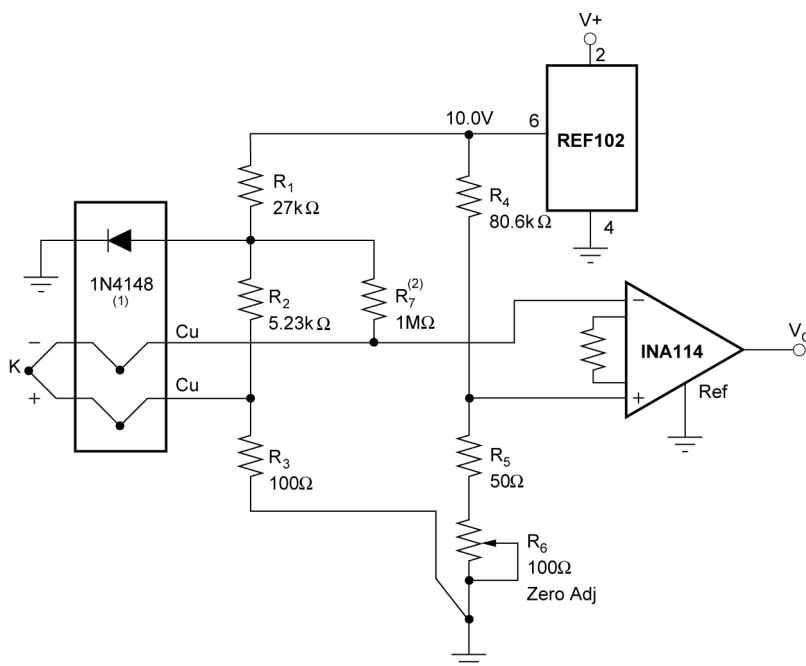 V+
2
10.0V
6
REF102
R1
27kΩ
R4
80.6kΩ
4
1N4148
(1)
R2
5.23kΩ
R7(2)
1MΩ
Cu
–
K
Cu
+
–
INA114
VO
+
Ref
R3
100Ω
R5
50Ω
R6
100Ω
Zero Adj